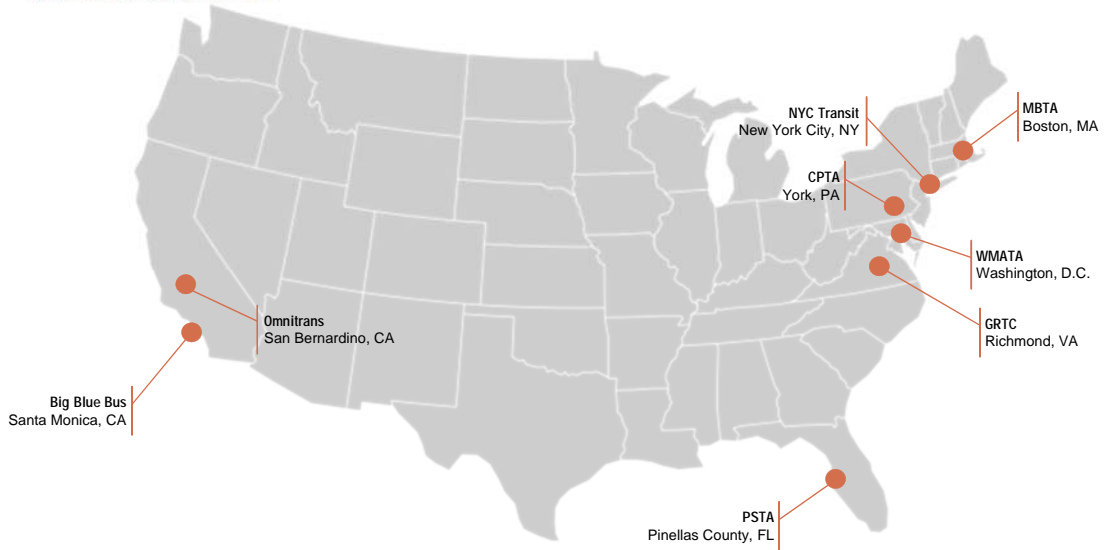 NYC Transit
New York City, NY
MBTA
Boston, MA
CPTA
York, PA
WMATA
Washington, D.C.
GRTC
Richmond, VA
Omnitrans
San Bernardino, CA
Big Blue Bus
Santa Monica, CA
PSTA
Pinellas County, FL